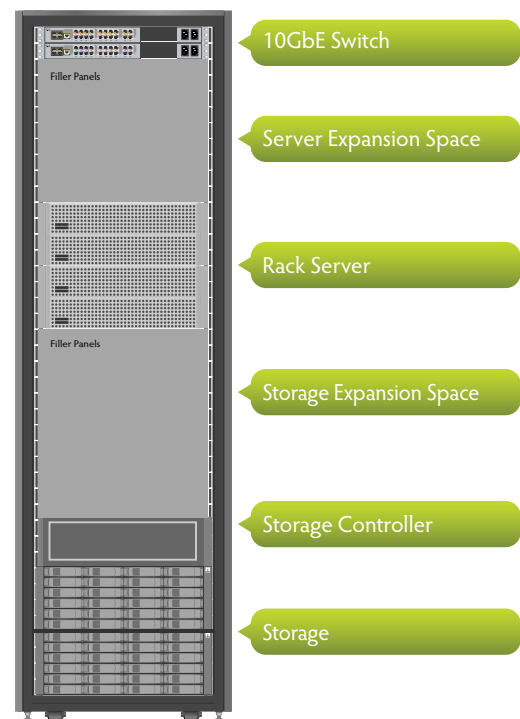 10GbE Switch
Filler Panels
Server Expansion Space
Rack Server
Filler Panels
Storage Expansion Space
Storage Controller
Storage